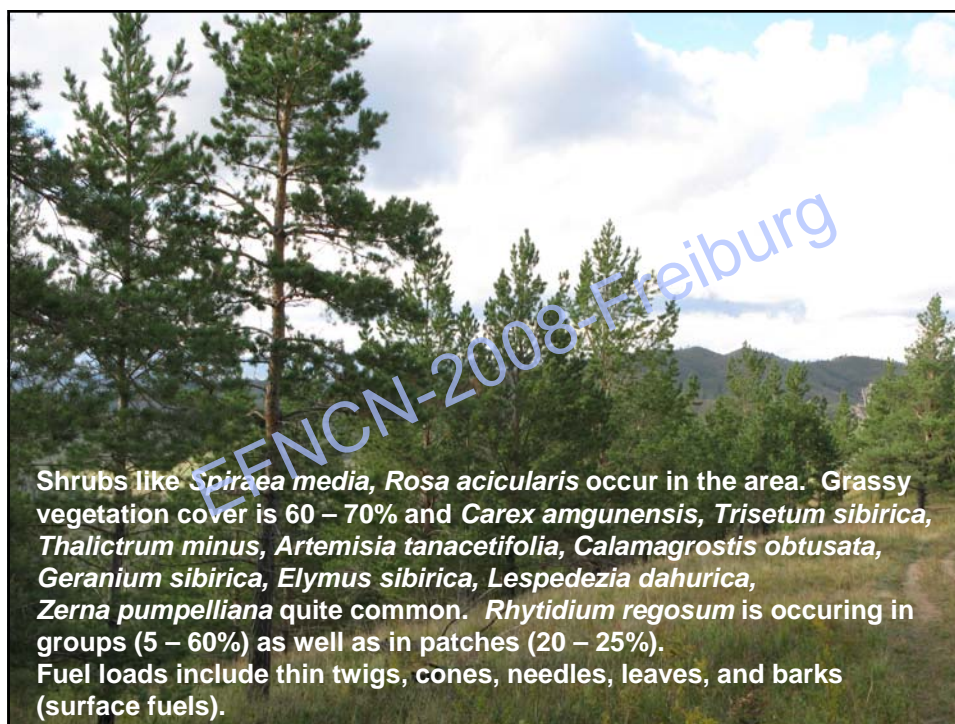 EFNCN-2008-Freiburg
Shrubs like Spiraea media, Rosa acicularis occur in the area. Grassy
vegetation cover is 60 – 70% and Carex amgunensis, Trisetum sibirica,
Thalictrum minus, Artemisia tanacetifolia, Calamagrostis obtusata,
Geranium sibirica, Elymus sibirica, Lespedezia dahurica,
Zerna pumpelliana quite common. Rhytidium regosum is occuring in
groups (5 – 60%) as well as in patches (20 – 25%).
Fuel loads include thin twigs, cones, needles, leaves, and barks
(surface fuels).